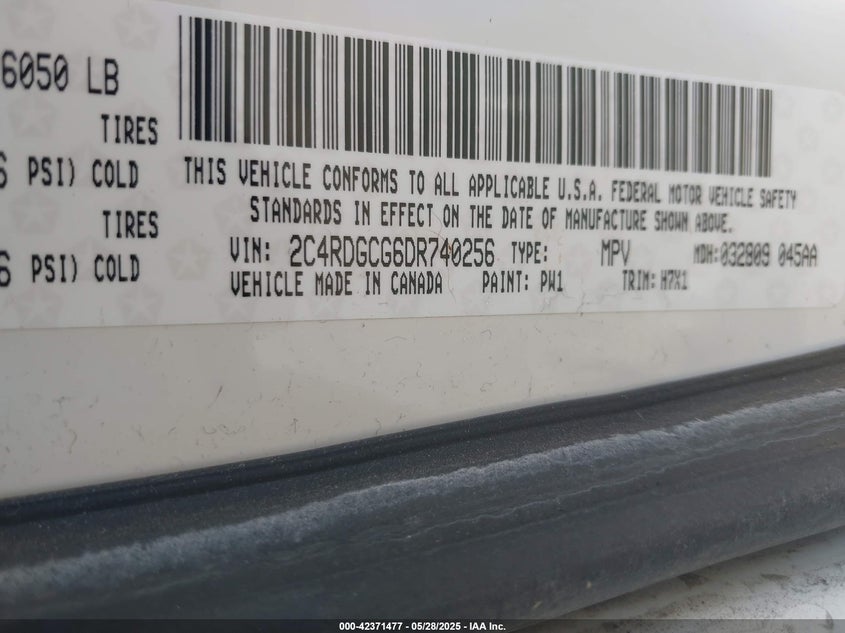 6050 LB
TIRES
PSI) COLD
TIRES
PSI) COLD
THIS VEHICLE CONFORMS TO ALL APPLICABLE U.S.A. FEDERAL MOTOR VEHICLE SAFETY
STANDARDS IN EFFECT ON THE DATE OF MANUFACTURE SHOWN ABOVE.
VIN: 2C4RDGCG6DR740256 TYPE: MPV MDH:032809 045AA
VEHICLE MADE IN CANADA PAINT: PW1 TRIM: H7X1
000-42371477 - 05/28/2025 - IAA Inc.